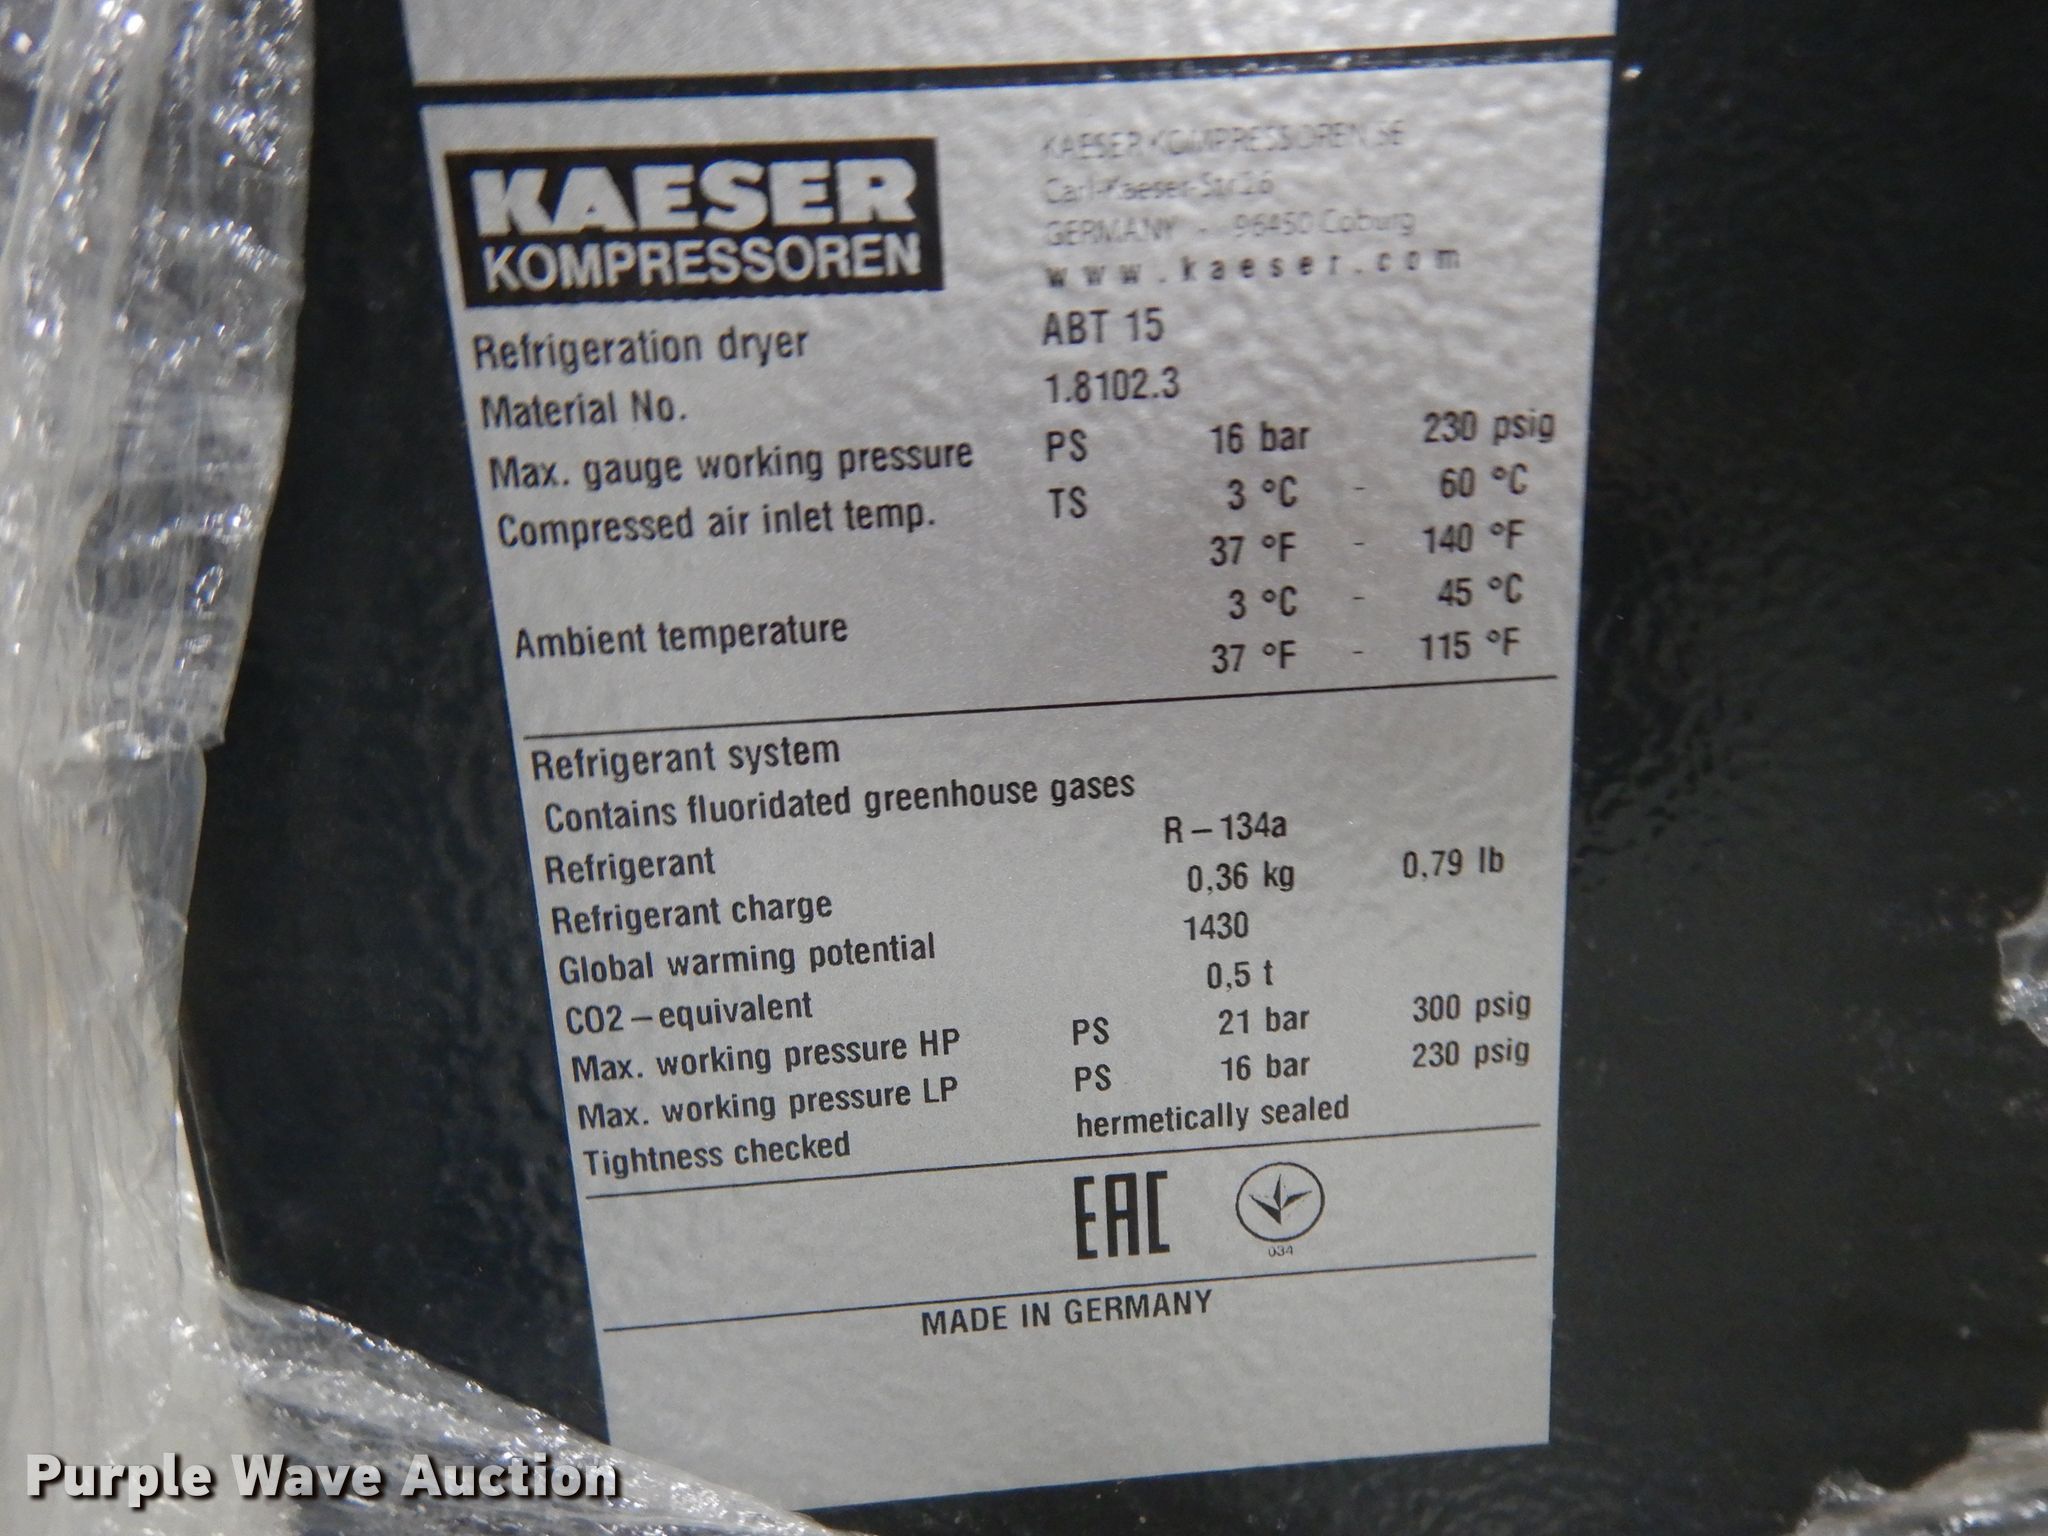 KAESER
KOMPRESSOREN
KAESER KOMPRESSOREN SE
Carl-Kaeser-Str 26
GERMANY - 96450 Coburg
www.kaeser.com
Refrigeration dryer ABT 15
Material No. 1.8102.3
Max. gauge working pressure PS 16 bar 230 psig
Compressed air inlet temp. TS 3 °C - 60 °C
37 °F - 140 °F
Ambient temperature 3 °C - 45 °C
37 °F - 115 °F
Refrigerant system
Contains fluoridated greenhouse gases
Refrigerant R – 134a
Refrigerant charge 0,36 kg 0,79 lb
Global warming potential 1430
CO2 – equivalent 0,5 t
Max. working pressure HP PS 21 bar 300 psig
Max. working pressure LP PS 16 bar 230 psig
Tightness checked hermetically sealed
EAC
034
MADE IN GERMANY
Purple Wave Auction